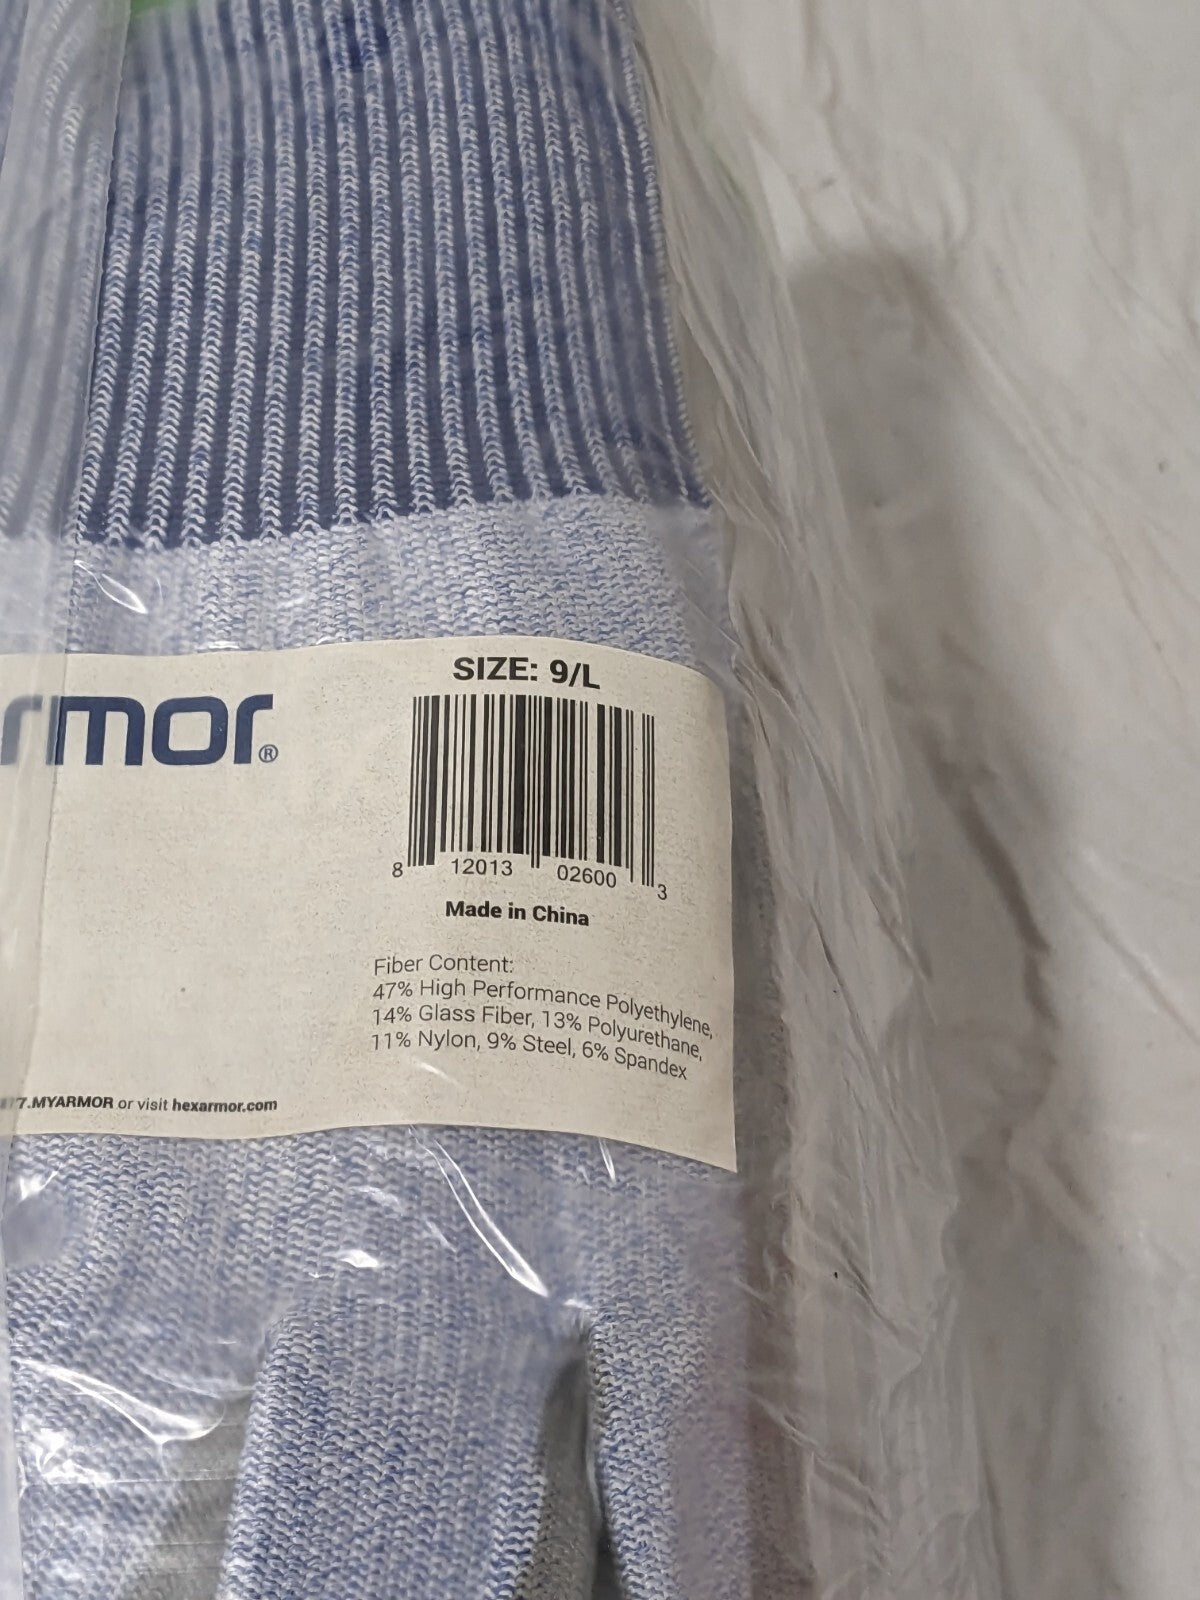 SIZE: 9/L
rmor®
8 12013 02600 3
Made in China
Fiber Content:
47% High Performance Polyethylene,
14% Glass Fiber, 13% Polyurethane,
11% Nylon, 9% Steel, 6% Spandex
7.MYARMOR or visit hexarmor.com